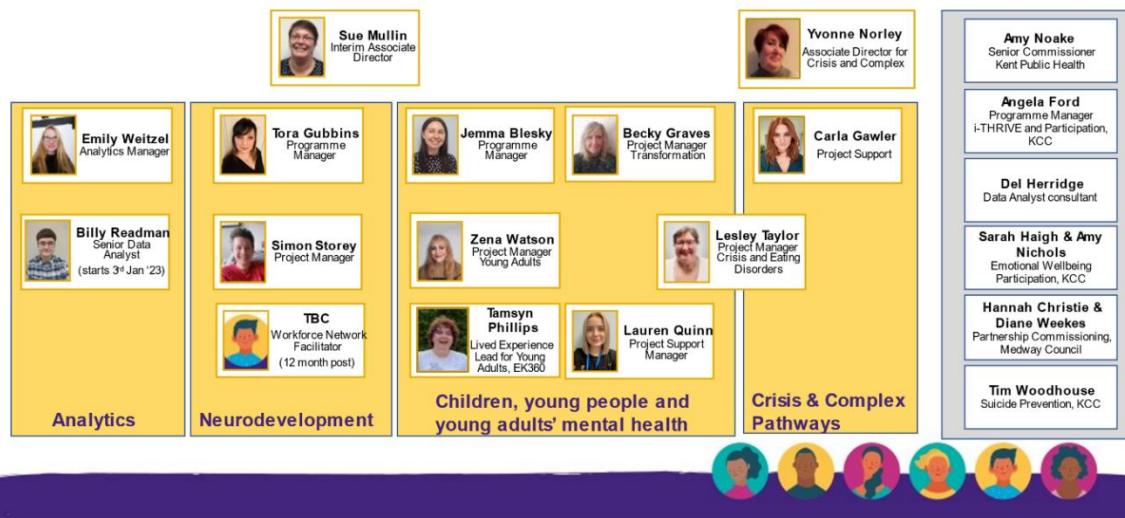 Sue Mullin
Interim Associate
Director
Yvonne Norley
Associate Director for
Crisis and Complex
Emily Weitzel
Analytics Manager
Billy Readman
Senior Data
Analyst
(starts 3rd Jan '23)
Analytics
Tora Gubbins
Programme
Manager
Simon Storey
Project Manager
TBC
Workforce Network
Facilitator
(12 month post)
Neurodevelopment
Jemma Blesky
Programme
Manager
Becky Graves
Project Manager
Transformation
Zena Watson
Project Manager
Young Adults
Lesley Taylor
Project Manager
Crisis and Eating
Disorders
Tamsyn
Phillips
Lived Experience
Lead for Young
Adults, EK360
Lauren Quinn
Project Support
Manager
Children, young people and
young adults' mental health
Carla Gawler
Project Support
Crisis & Complex
Pathways
Amy Noake
Senior Commissioner
Kent Public Health
Angela Ford
Programme Manager
i-THRIVE and Participation,
KCC
Del Herridge
Data Analyst consultant
Sarah Haigh & Amy
Nichols
Emotional Wellbeing
Participation, KCC
Hannah Christie &
Diane Weekes
Partnership Commissioning,
Medway Council
Tim Woodhouse
Suicide Prevention, KCC